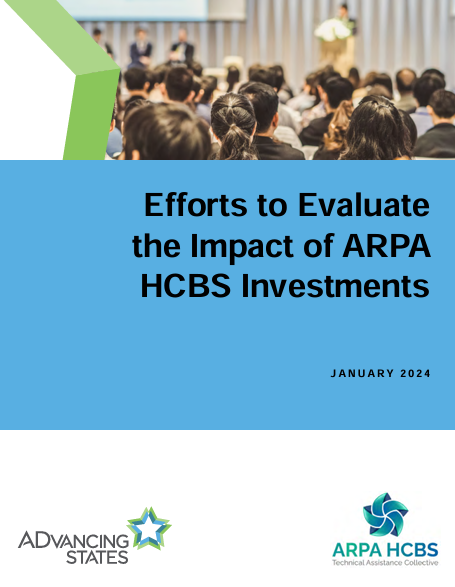 Efforts to Evaluate
the Impact of ARPA
HCBS Investments
JANUARY 2024
ADVANCING
STATES
ARPA HCBS
Technical Assistance Collective